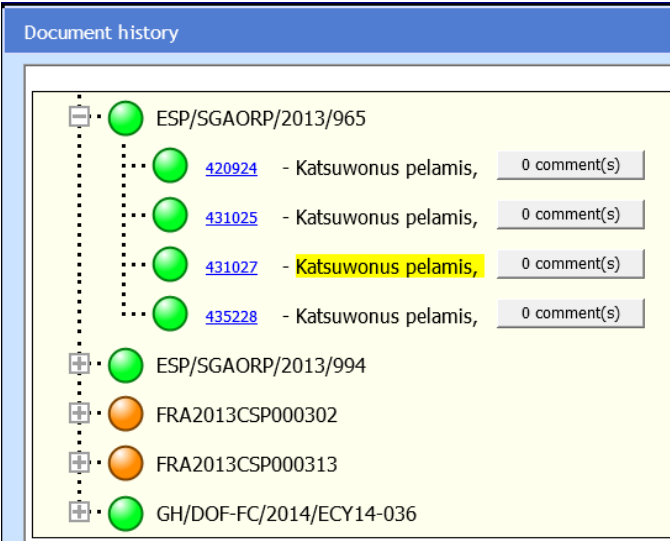 Document history
ESP/SGAORP/2013/965
420924 - Katsuwonus pelamis, 0 comment(s)
431025 - Katsuwonus pelamis, 0 comment(s)
431027 - Katsuwonus pelamis, 0 comment(s)
435228 - Katsuwonus pelamis, 0 comment(s)
ESP/SGAORP/2013/994
FRA2013CSP000302
FRA2013CSP000313
GH/DOF-FC/2014/ECY14-036